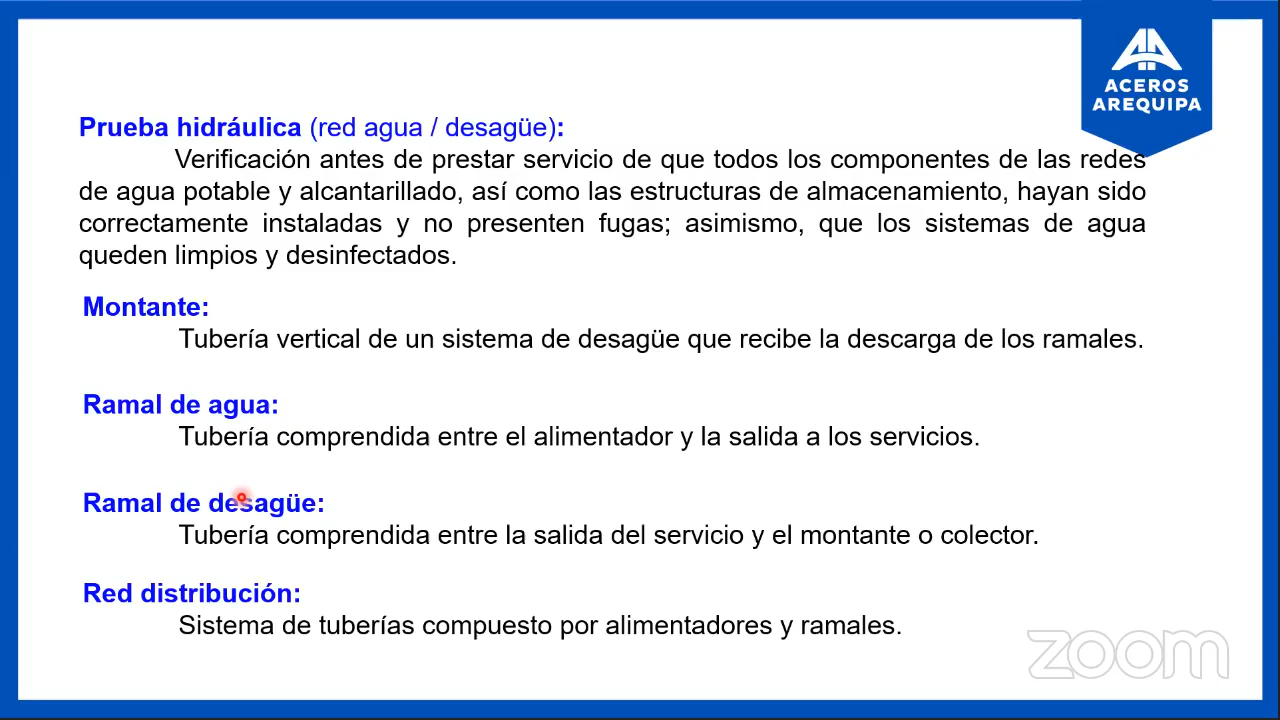 ACEROS
AREQUIPA
Prueba hidráulica (red agua / desagüe):
Verificación antes de prestar servicio de que todos los componentes de las redes
de agua potable y alcantarillado, así como las estructuras de almacenamiento, hayan sido
correctamente instaladas y no presenten fugas; asimismo, que los sistemas de agua
queden limpios y desinfectados.
Montante:
Tubería vertical de un sistema de desagüe que recibe la descarga de los ramales.
Ramal de agua:
Tubería comprendida entre el alimentador y la salida a los servicios.
Ramal de desagüe:
Tubería comprendida entre la salida del servicio y el montante o colector.
Red distribución:
Sistema de tuberías compuesto por alimentadores y ramales.
zoom